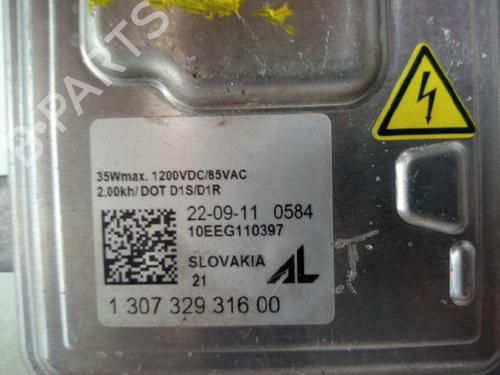 B-PARTS
35Wmax. 1200VDC/85VAC
2.00kh/ DOT D1S/D1R
22-09-11 0584
10EEG110397
SLOVAKIA
21
AL
1 307 329 316 00
T